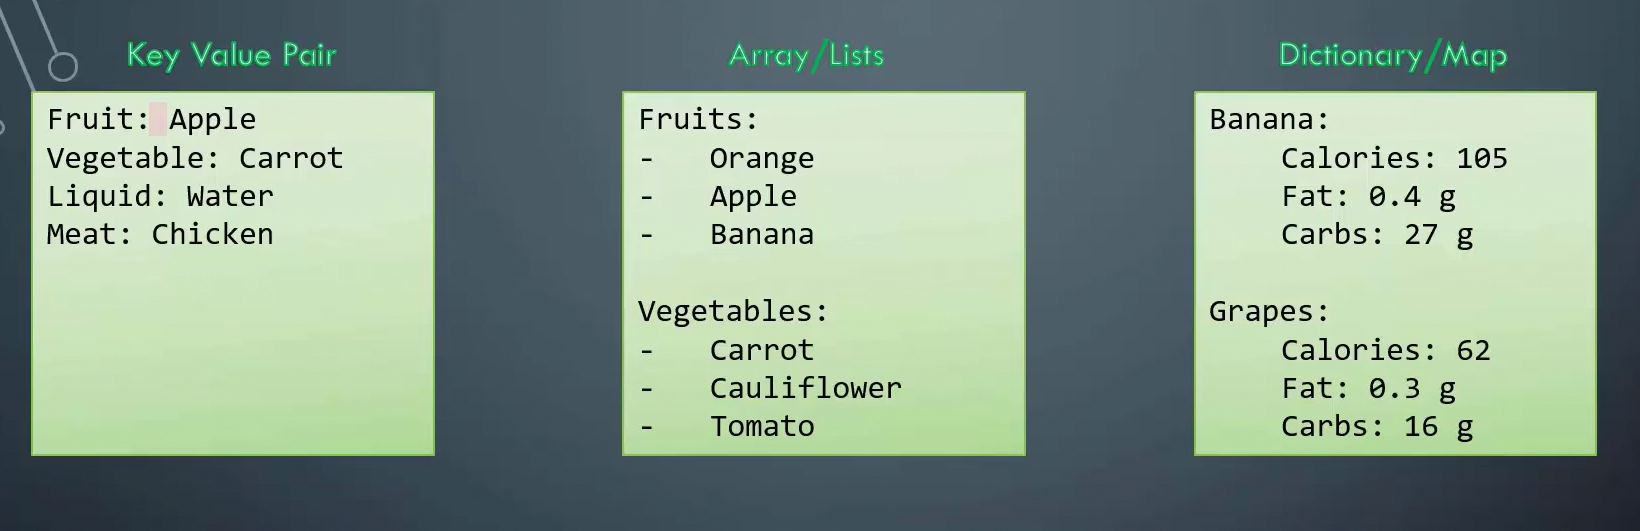 Key Value Pair
Fruit: Apple
Vegetable: Carrot
Liquid: Water
Meat: Chicken
Array/Lists
Fruits:
- Orange
- Apple
- Banana
Vegetables:
- Carrot
- Cauliflower
- Tomato
Dictionary/Map
Banana:
Calories: 105
Fat: 0.4 g
Carbs: 27 g
Grapes:
Calories: 62
Fat: 0.3 g
Carbs: 16 g